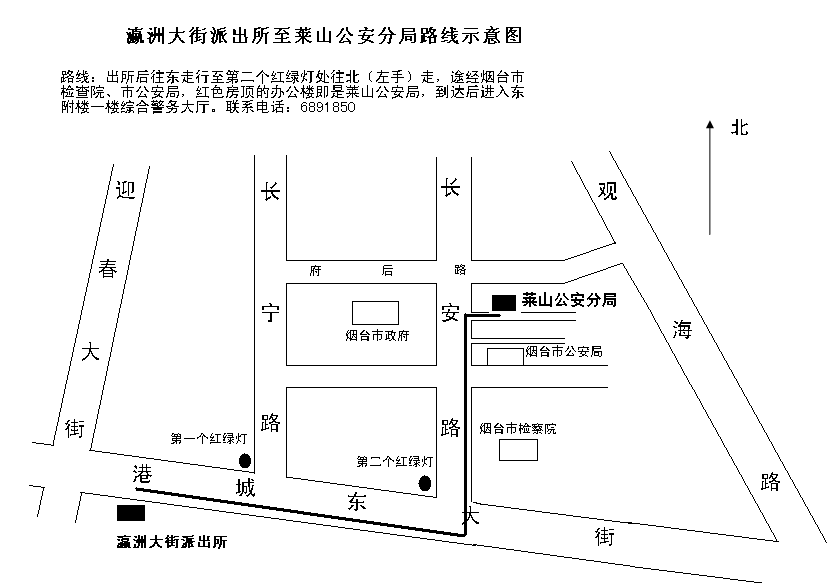 瀛洲大街派出所至莱山公安分局路线示意图
路线：出所后往东走行至第二个红绿灯处往北（左手）走，途经烟台市
检查院、市公安局，红色房顶的办公楼即是莱山公安局，到达后进入东
附楼一楼综合警务大厅。联系电话：6891850
北
迎春大街
长宁路
长安路
观海路
府后路
莱山公安分局
烟台市政府
烟台市公安局
烟台市检察院
第一个红绿灯
第二个红绿灯
港城东大街
瀛洲大街派出所